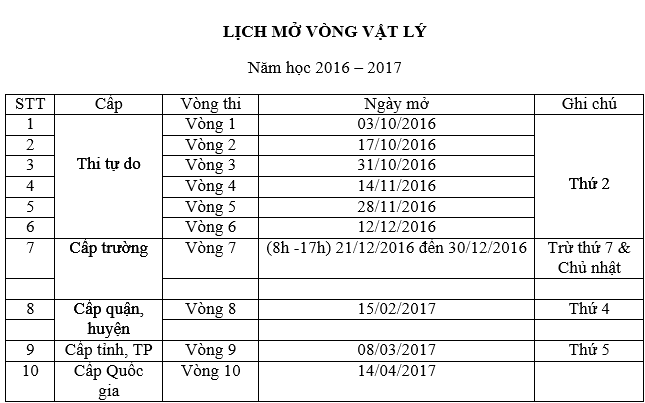 LỊCH MỞ VÒNG VẬT LÝ
Năm học 2016 – 2017
STT Cấp Vòng thi Ngày mở Ghi chú
1 Thi tự do Vòng 1 03/10/2016 Thứ 2
2 Vòng 2 17/10/2016
3 Vòng 3 31/10/2016
4 Vòng 4 14/11/2016
5 Vòng 5 28/11/2016
6 Vòng 6 12/12/2016
7 Cấp trường Vòng 7 (8h -17h) 21/12/2016 đến 30/12/2016 Trừ thứ 7 &
Chủ nhật
8 Cấp quận, Vòng 8 15/02/2017 Thứ 4
huyện
9 Cấp tỉnh, TP Vòng 9 08/03/2017 Thứ 5
10 Cấp Quốc Vòng 10 14/04/2017
gia